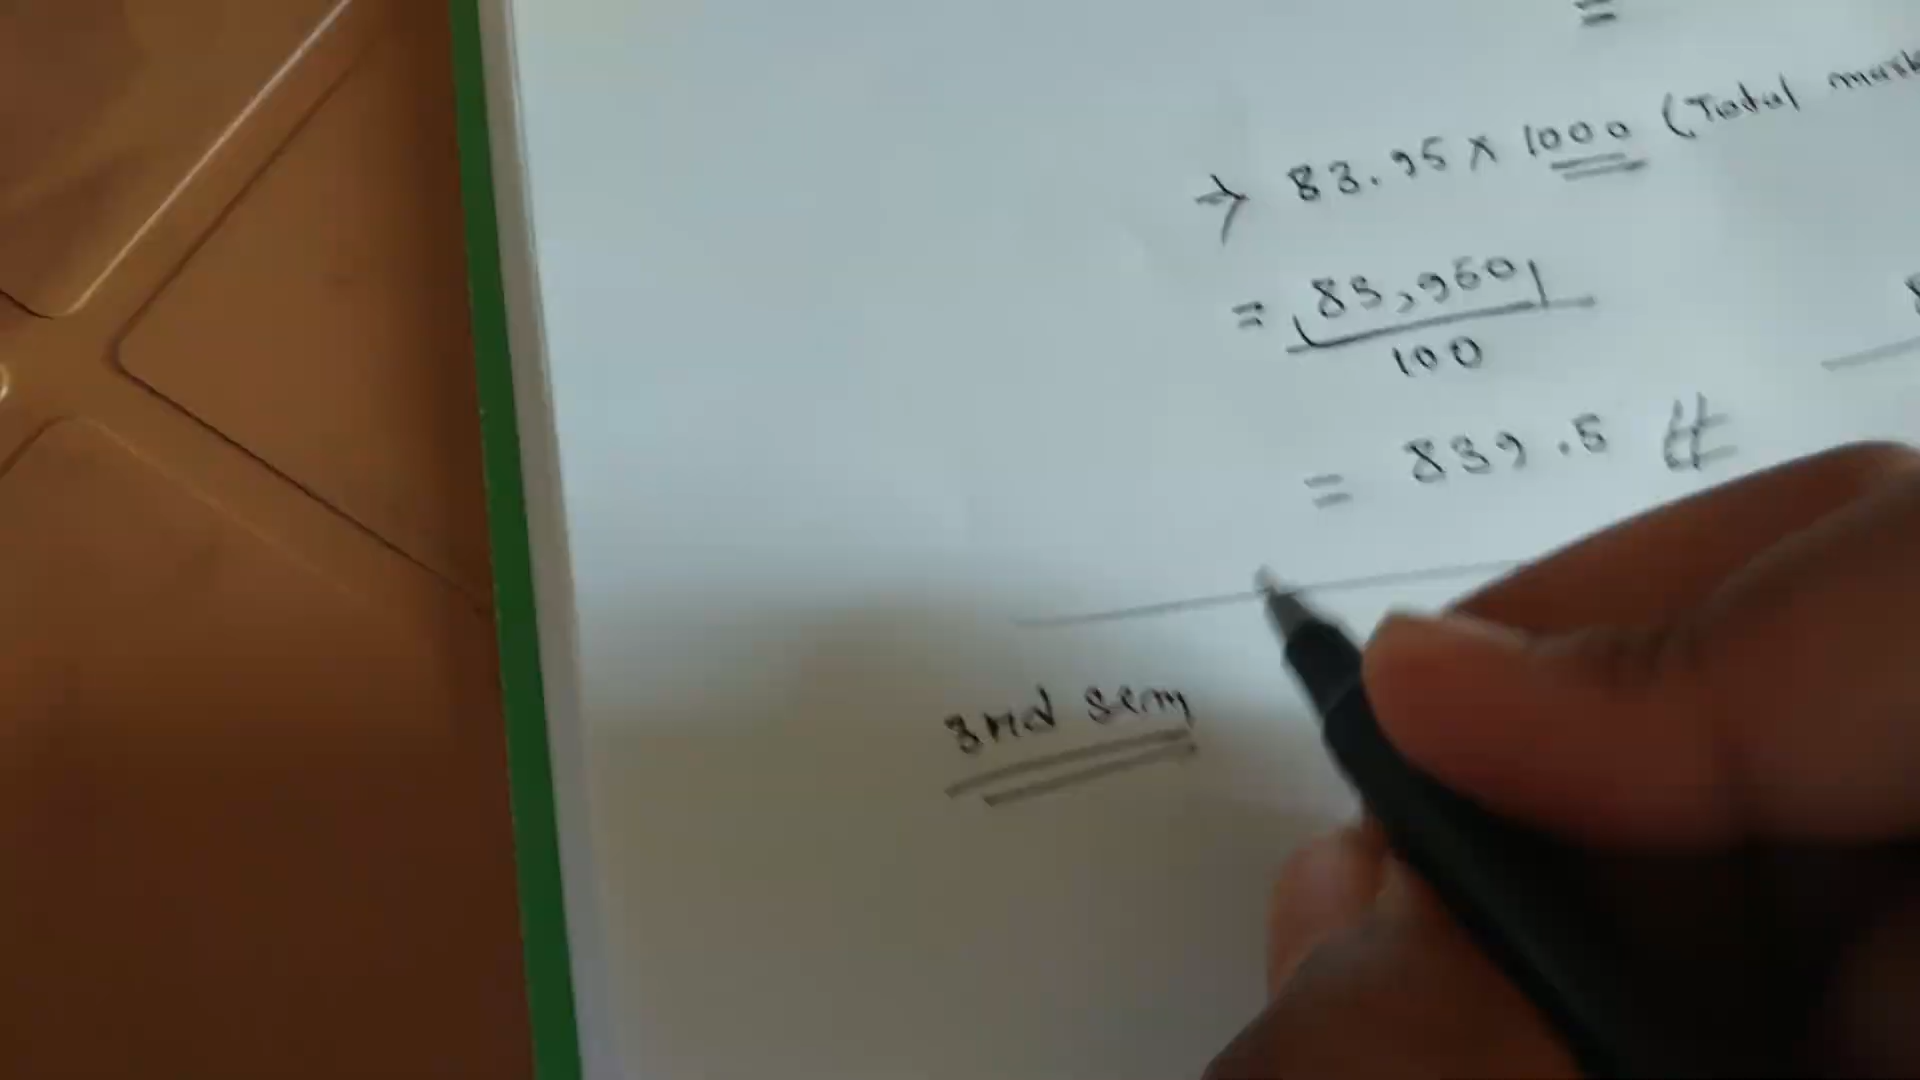 =
→ 83.95 x 1000 (Total
= 83,950
100
= 839.5 #
3rd sem